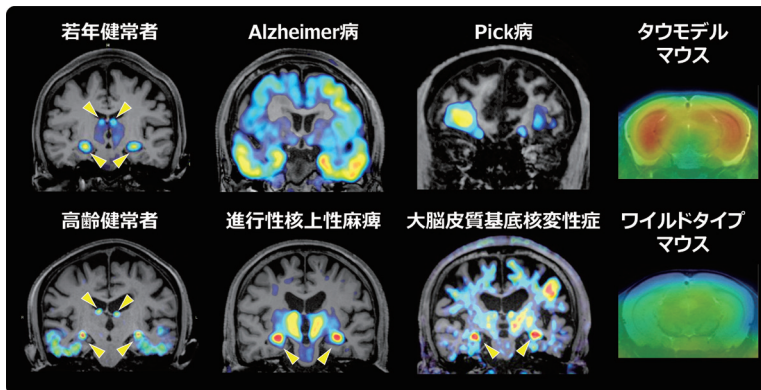 若年健常者
Alzheimer病
Pick病
タウモデル
マウス
高齢健常者
進行性核上性麻痺
大脳皮質基底核変性症
ワイルドタイプ
マウス